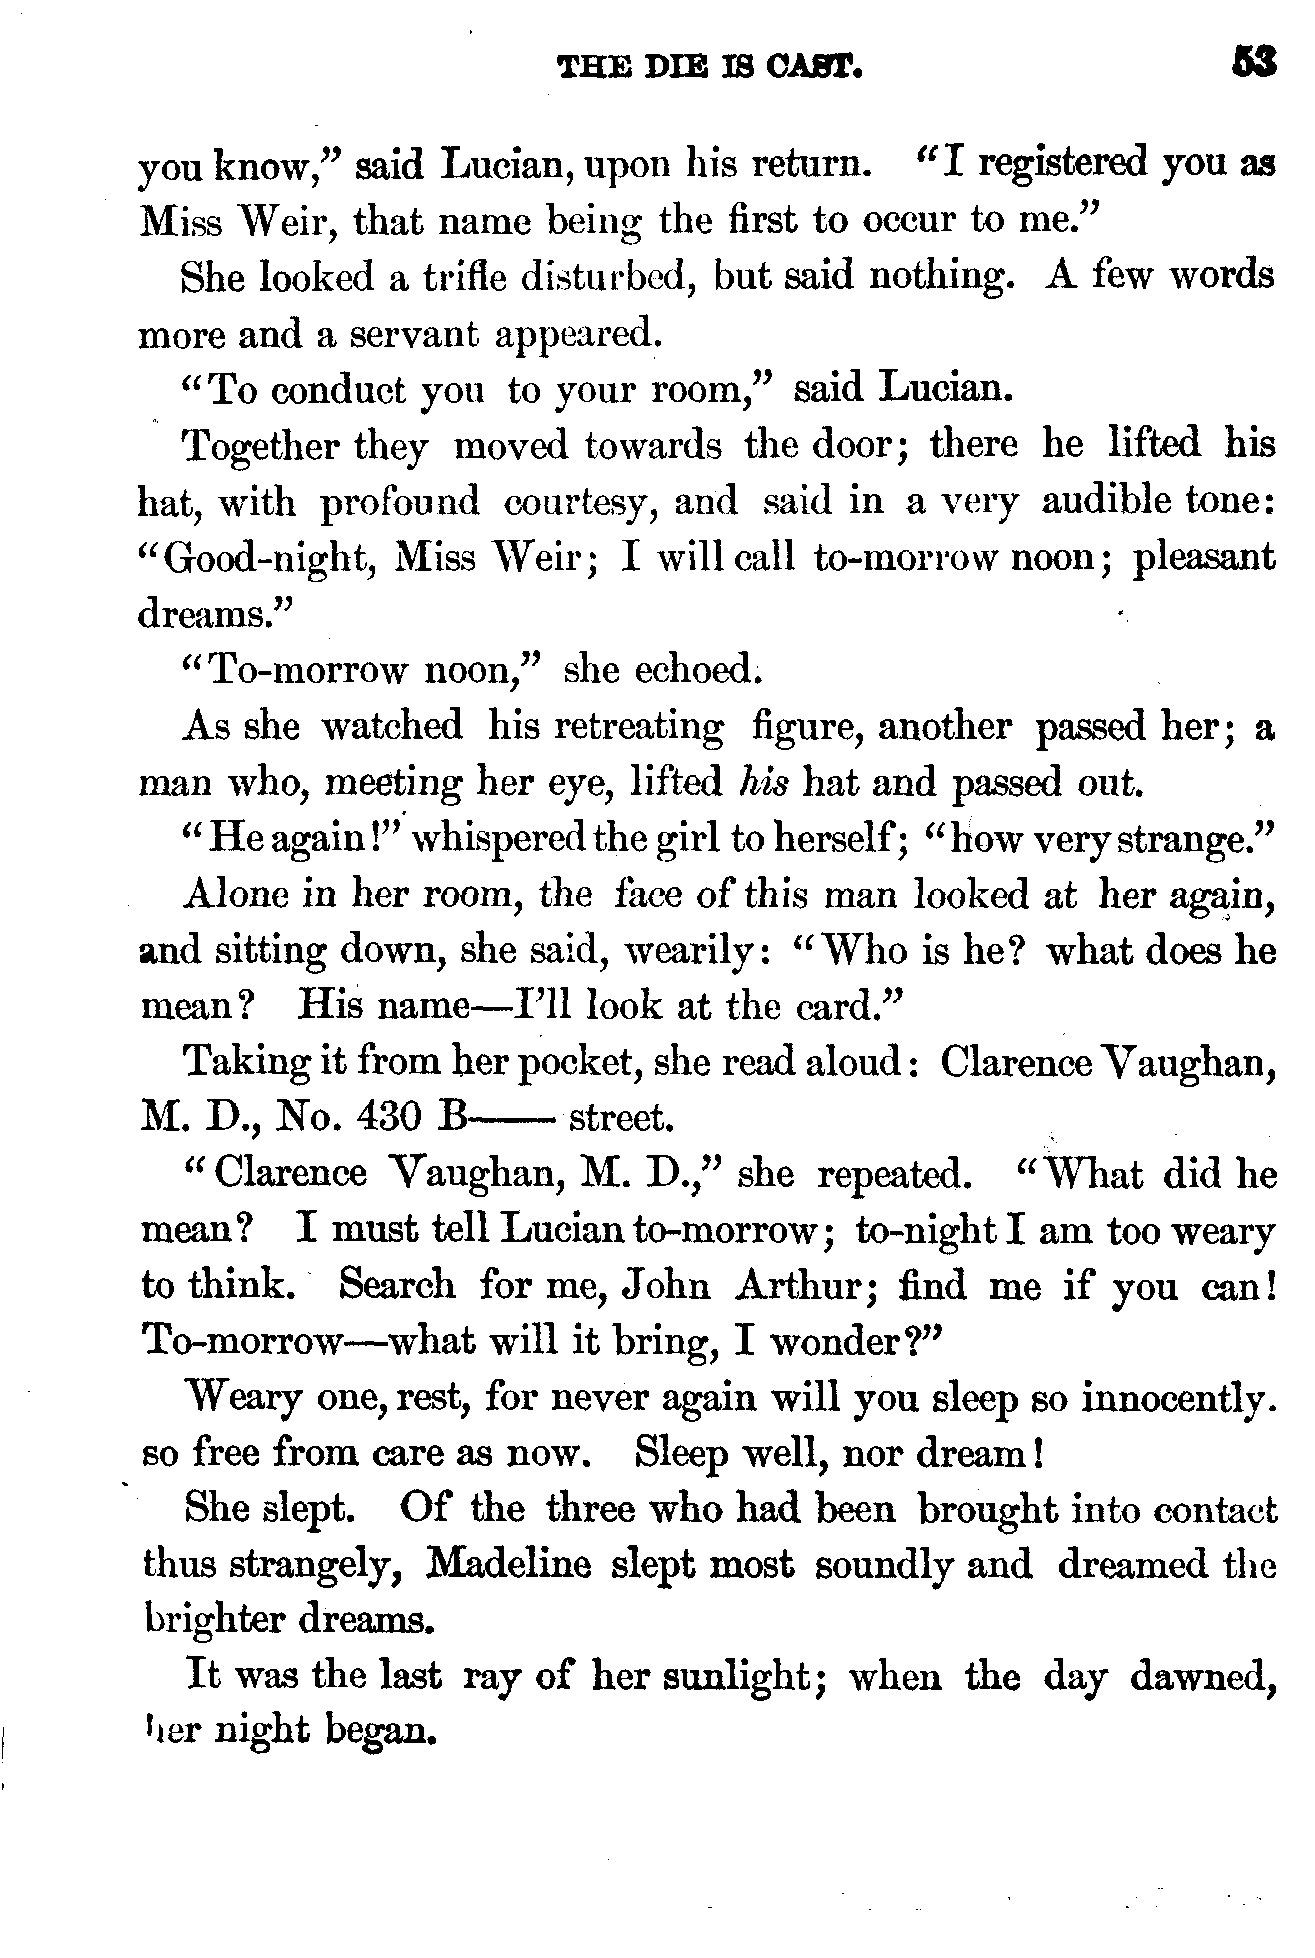 THE DIE IS CAST. 53
you know,” said Lucian, upon his return. “I registered you as
Miss Weir, that name being the first to occur to me.”
She looked a trifle disturbed, but said nothing. A few words
more and a servant appeared.
“To conduct you to your room,” said Lucian.
Together they moved towards the door; there he lifted his
hat, with profound courtesy, and said in a very audible tone:
“Good-night, Miss Weir; I will call to-morrow noon; pleasant
dreams.”
“To-morrow noon,” she echoed.
As she watched his retreating figure, another passed her; a
man who, meeting her eye, lifted his hat and passed out.
“He again!” whispered the girl to herself; “how very strange.”
Alone in her room, the face of this man looked at her again,
and sitting down, she said, wearily: “Who is he? what does he
mean? His name—I’ll look at the card.”
Taking it from her pocket, she read aloud: Clarence Vaughan,
M. D., No. 430 B—— street.
“Clarence Vaughan, M. D.,” she repeated. “What did he
mean? I must tell Lucian to-morrow; to-night I am too weary
to think. Search for me, John Arthur; find me if you can!
To-morrow—what will it bring, I wonder?”
Weary one, rest, for never again will you sleep so innocently.
so free from care as now. Sleep well, nor dream!
She slept. Of the three who had been brought into contact
thus strangely, Madeline slept most soundly and dreamed the
brighter dreams.
It was the last ray of her sunlight; when the day dawned,
her night began.